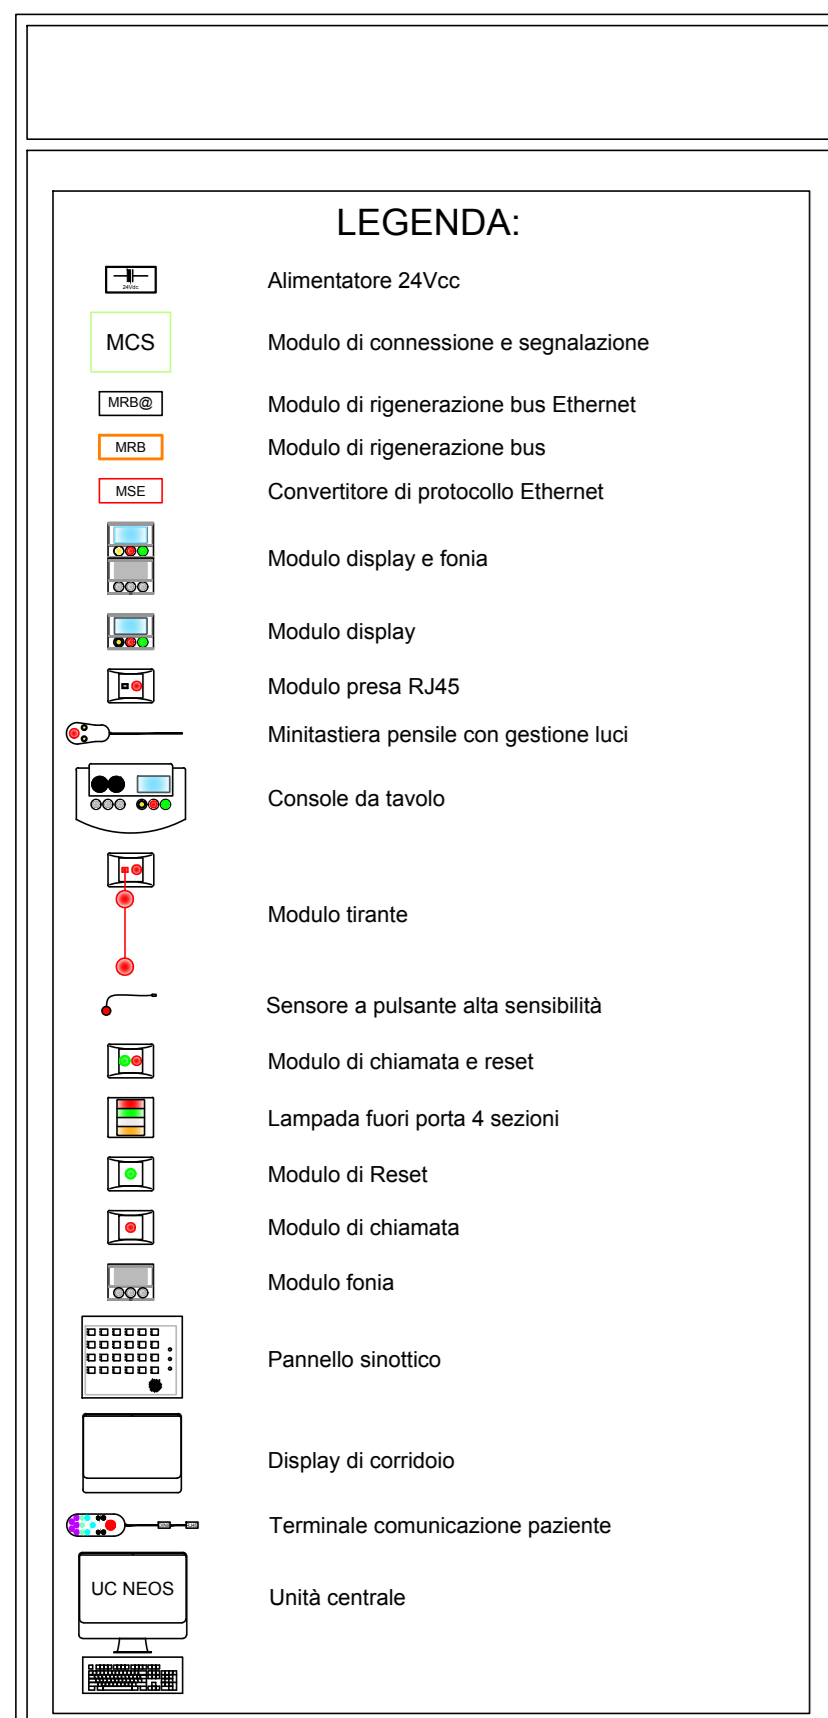 LEGENDA:
24Vdc
Alimentatore 24Vcc
MCS
Modulo di connessione e segnalazione
MRB@
Modulo di rigenerazione bus Ethernet
MRB
Modulo di rigenerazione bus
MSE
Convertitore di protocollo Ethernet
Modulo display e fonia
Modulo display
Modulo presa RJ45
Minitastiera pensile con gestione luci
Console da tavolo
Modulo tirante
Sensore a pulsante alta sensibilità
Modulo di chiamata e reset
Lampada fuori porta 4 sezioni
Modulo di Reset
Modulo di chiamata
Modulo fonia
Pannello sinottico
Display di corridoio
Terminale comunicazione paziente
UC NEOS
Unità centrale